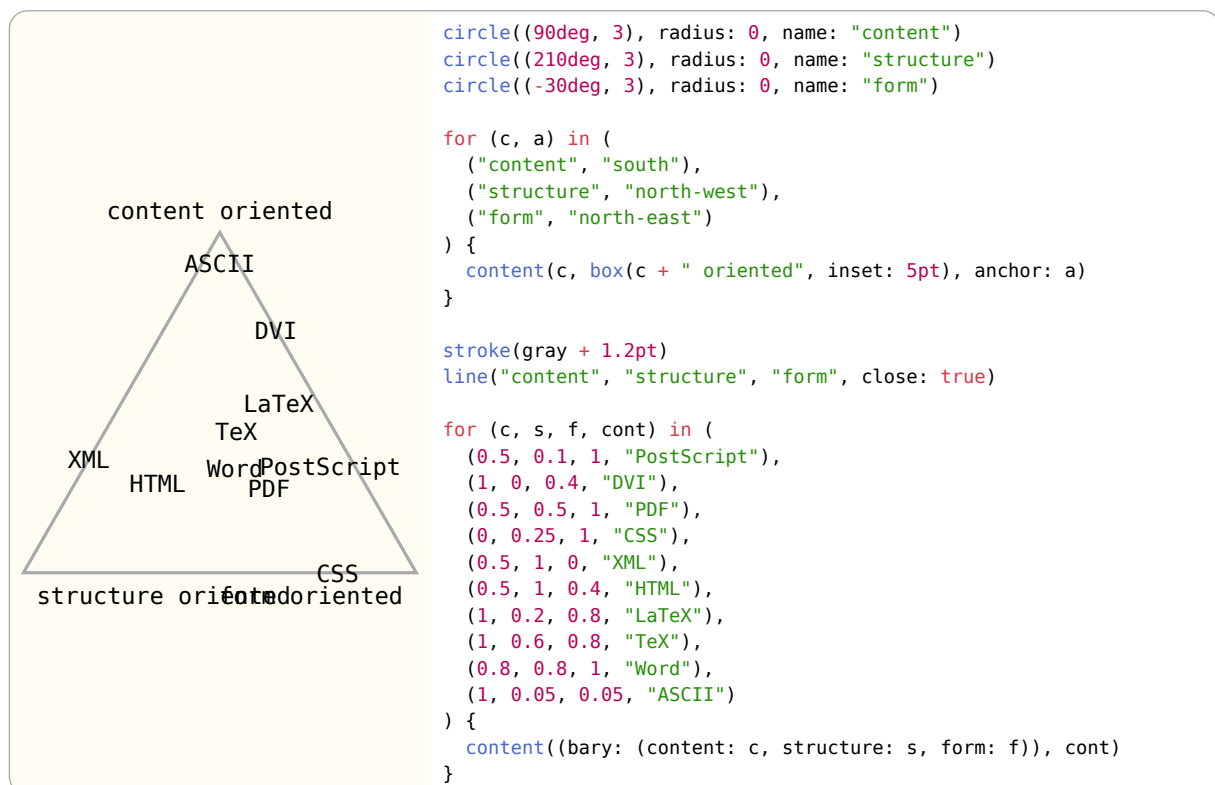 content oriented
ASCII
DVI
LaTeX
TeX
XML
HTML
Word
PostScript
PDF
CSS
structure oriented
form oriented
circle((90deg, 3), radius: 0, name: "content")
circle((210deg, 3), radius: 0, name: "structure")
circle((-30deg, 3), radius: 0, name: "form")
for (c, a) in (
  ("content", "south"),
  ("structure", "north-west"),
  ("form", "north-east")
) {
  content(c, box(c + " oriented", inset: 5pt), anchor: a)
}
stroke(gray + 1.2pt)
line("content", "structure", "form", close: true)
for (c, s, f, cont) in (
  (0.5, 0.1, 1, "PostScript"),
  (1, 0, 0.4, "DVI"),
  (0.5, 0.5, 1, "PDF"),
  (0, 0.25, 1, "CSS"),
  (0.5, 1, 0, "XML"),
  (0.5, 1, 0.4, "HTML"),
  (1, 0.2, 0.8, "LaTeX"),
  (1, 0.6, 0.8, "TeX"),
  (0.8, 0.8, 1, "Word"),
  (1, 0.05, 0.05, "ASCII")
) {
  content((bary: (content: c, structure: s, form: f)), cont)
}